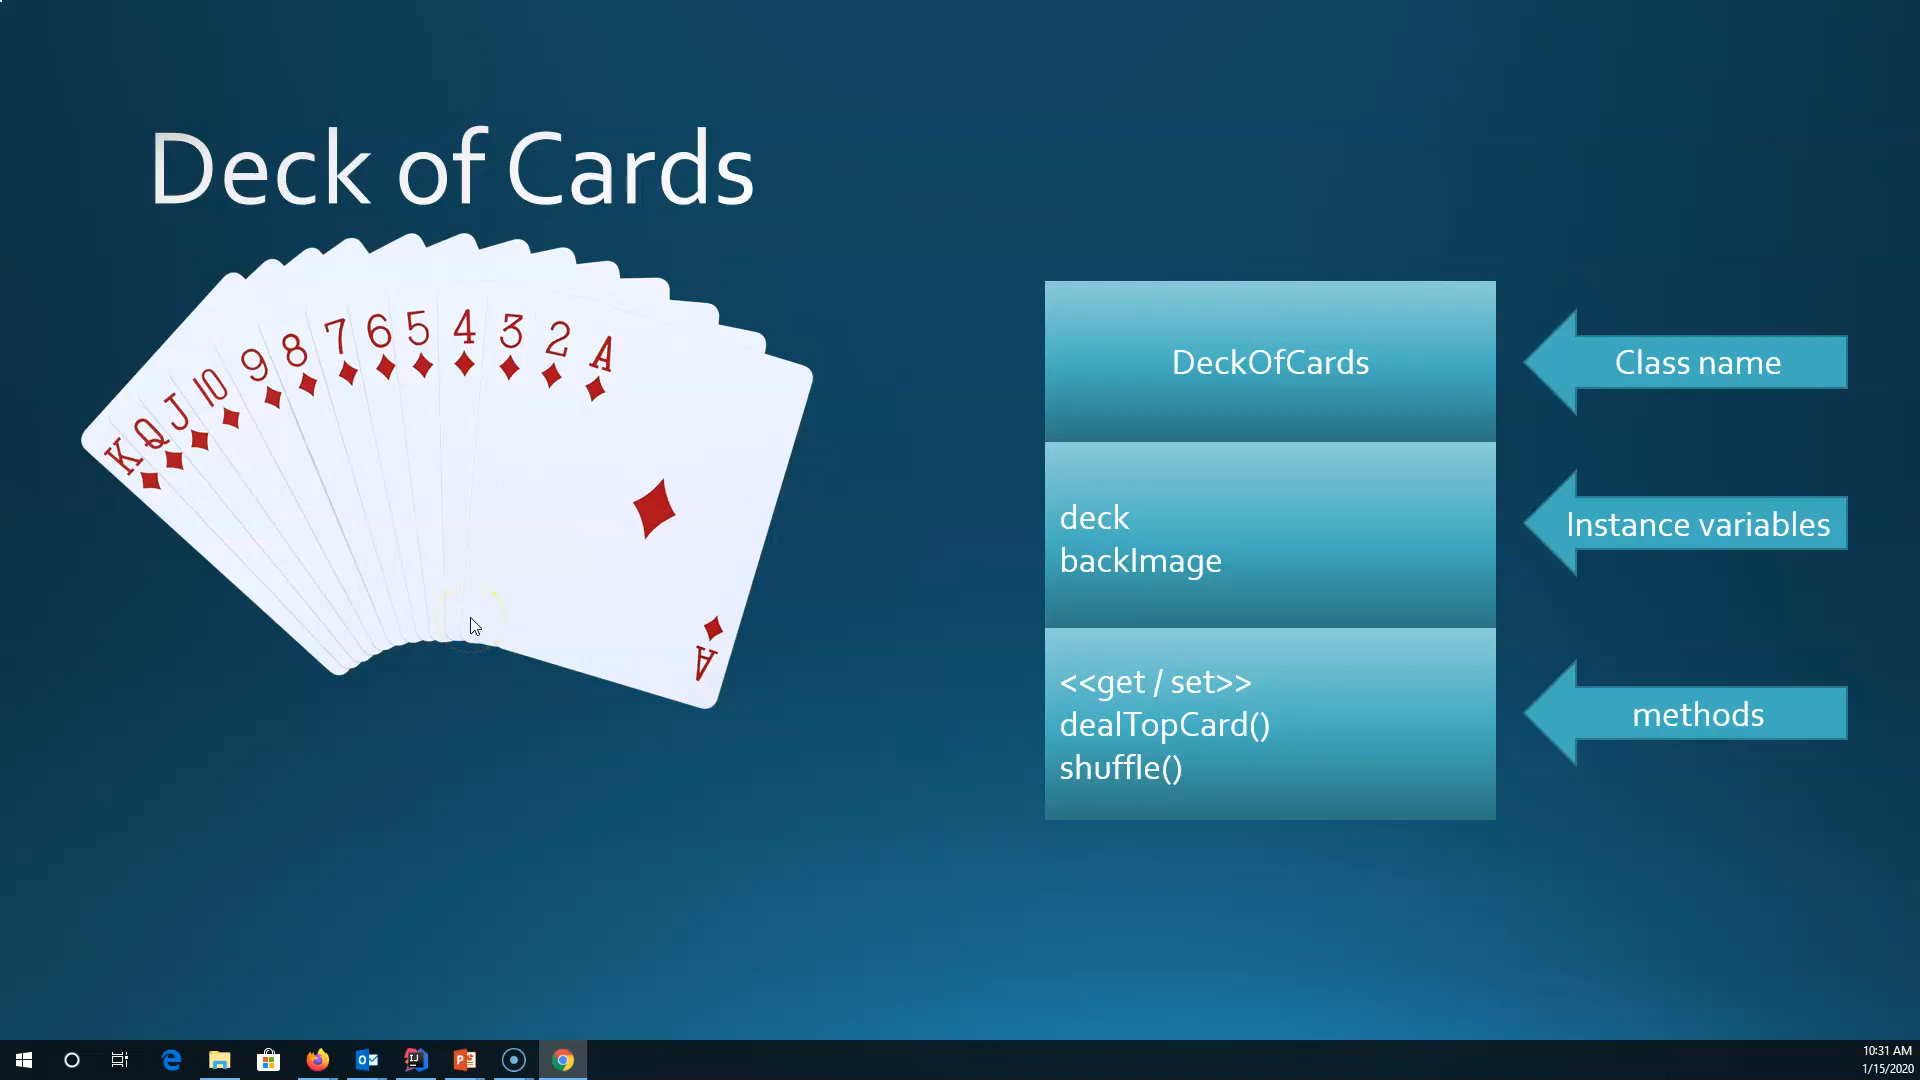 Deck of Cards
K Q J 10 9 8 7 6 5 4 3 2 A
A
DeckOfCards
Class name
deck
backImage
Instance variables
<<get / set>>
dealTopCard()
shuffle()
methods
10:31 AM
1/15/2020